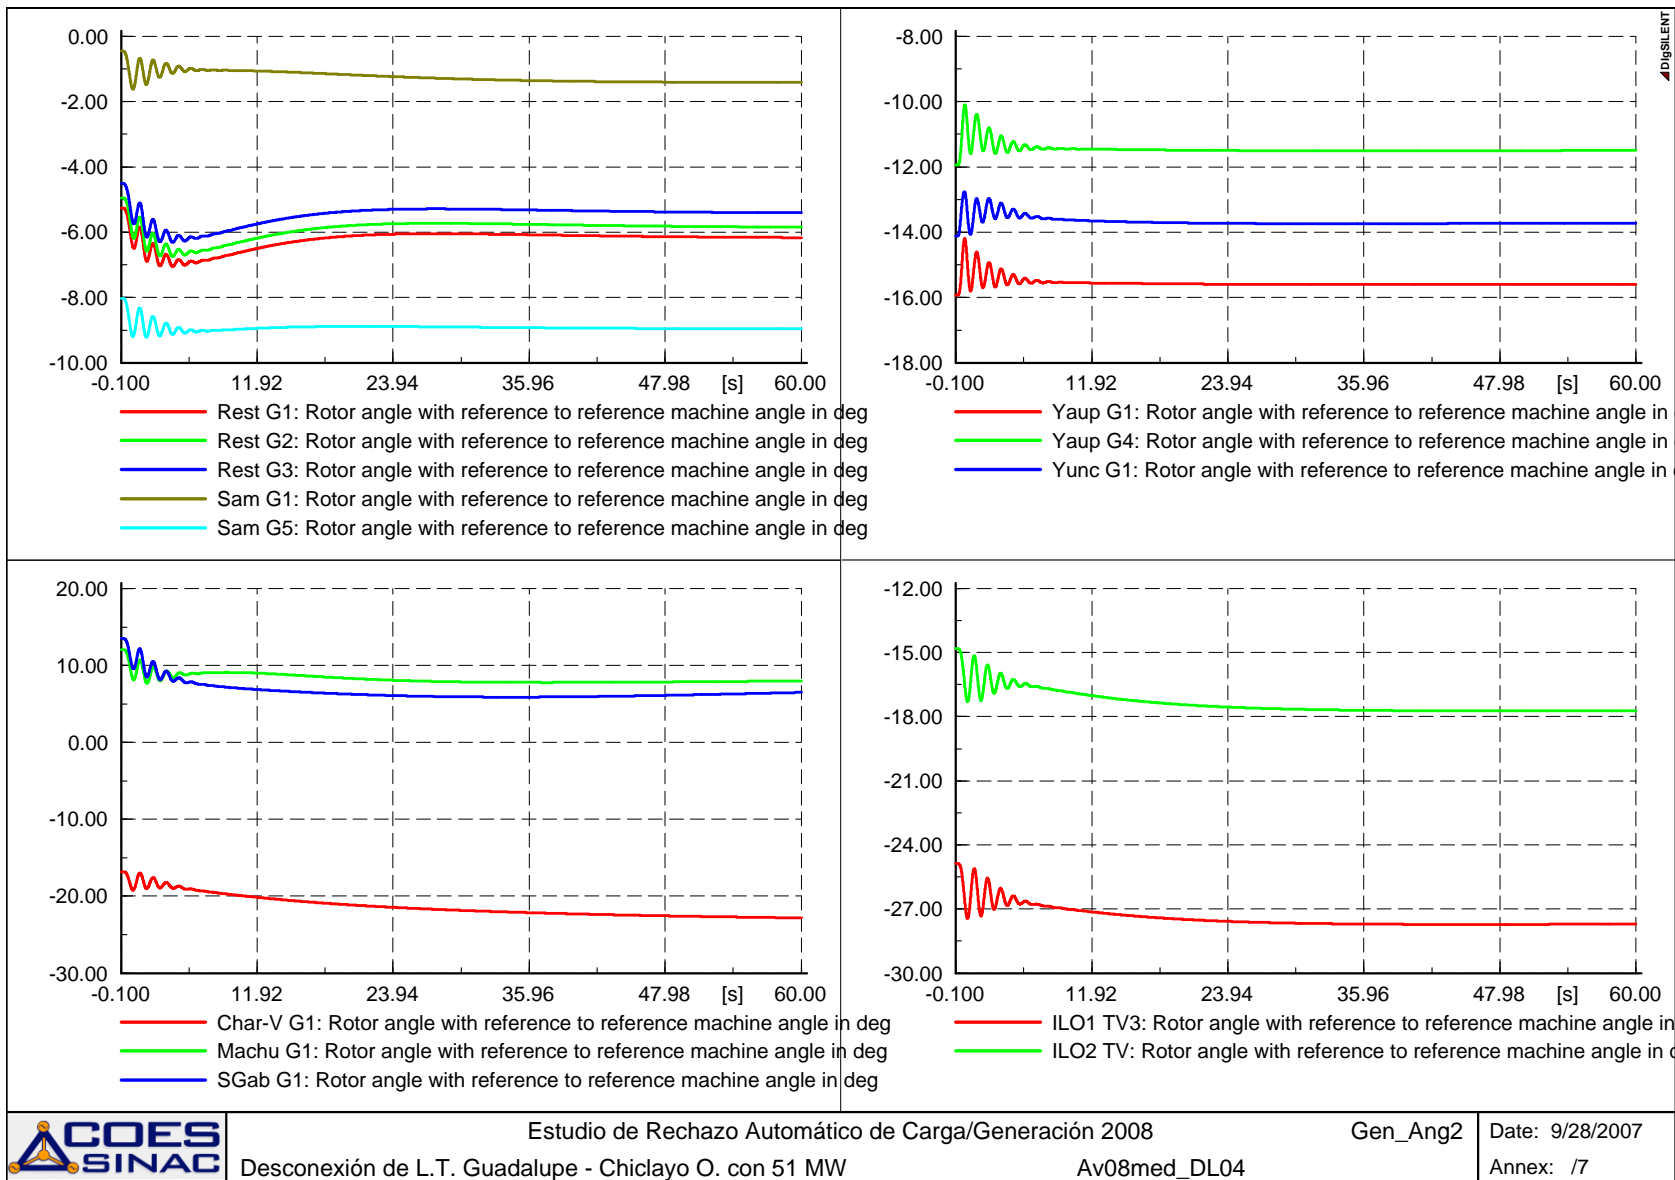 0.00
-2.00
-4.00
-6.00
-8.00
-10.00
-0.100 11.92 23.94 35.96 47.98 [s] 60.00
Rest G1: Rotor angle with reference to reference machine angle in deg
Rest G2: Rotor angle with reference to reference machine angle in deg
Rest G3: Rotor angle with reference to reference machine angle in deg
Sam G1: Rotor angle with reference to reference machine angle in deg
Sam G5: Rotor angle with reference to reference machine angle in deg
-8.00
-10.00
-12.00
-14.00
-16.00
-18.00
-0.100 11.92 23.94 35.96 47.98 [s] 60.00
Yaup G1: Rotor angle with reference to reference machine angle in
Yaup G4: Rotor angle with reference to reference machine angle in
Yunc G1: Rotor angle with reference to reference machine angle in
DIgSILENT
20.00
10.00
0.00
-10.00
-20.00
-30.00
-0.100 11.92 23.94 35.96 47.98 [s] 60.00
Char-V G1: Rotor angle with reference to reference machine angle in deg
Machu G1: Rotor angle with reference to reference machine angle in deg
SGab G1: Rotor angle with reference to reference machine angle in deg
-12.00
-15.00
-18.00
-21.00
-24.00
-27.00
-30.00
-0.100 11.92 23.94 35.96 47.98 [s] 60.00
ILO1 TV3: Rotor angle with reference to reference machine angle in
ILO2 TV: Rotor angle with reference to reference machine angle in
COES
SINAC
Estudio de Rechazo Automático de Carga/Generación 2008 Gen_Ang2
Desconexión de L.T. Guadalupe - Chiclayo O. con 51 MW Av08med_DL04
Date: 9/28/2007
Annex: /7